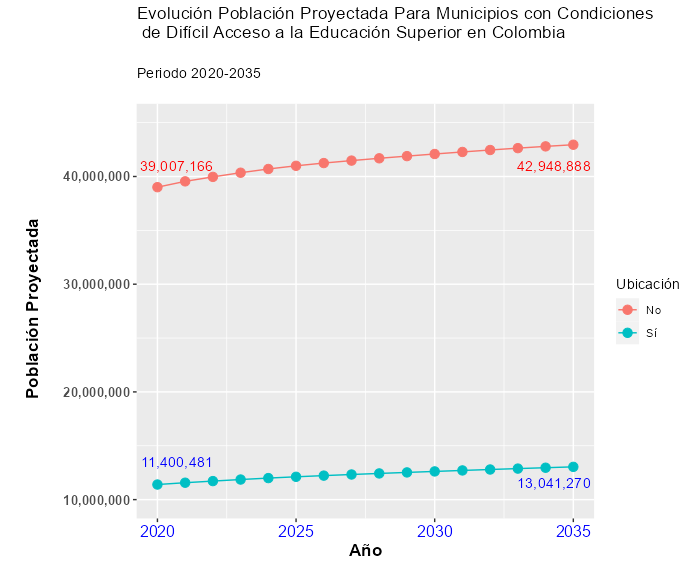 Evolución Población Proyectada Para Municipios con Condiciones
de Difícil Acceso a la Educación Superior en Colombia
Periodo 2020-2035
Población Proyectada
40,000,000
30,000,000
20,000,000
10,000,000
39,007,166
42,948,888
11,400,481
13,041,270
2020
2025
2030
2035
Año
Ubicación
No
Sí